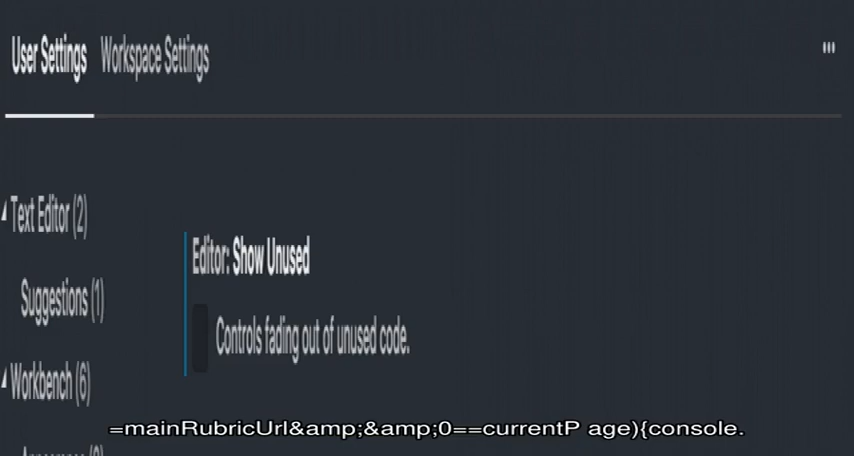 User Settings Workspace Settings
Text Editor (2)
Editor: Show Unused
Suggestions (1)
Controls fading out of unused code.
Workbench (6)
=mainRubricUrl&amp;&amp;0==currentP age){console.